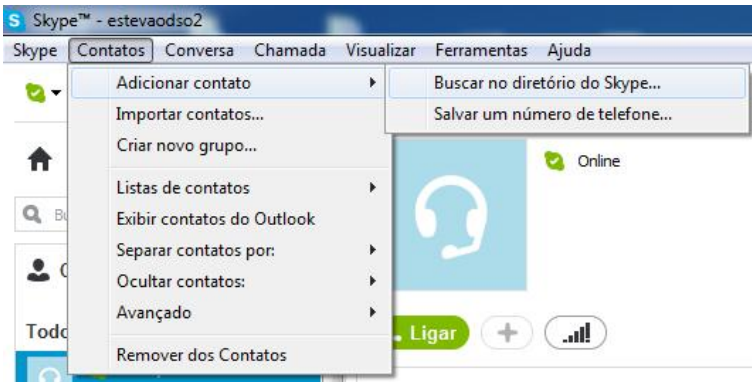 Skype™ - estevaodso2
Skype Contatos Conversa Chamada Visualizar Ferramentas Ajuda
Adicionar contato
Buscar no diretório do Skype...
Importar contatos...
Salvar um número de telefone...
Criar novo grupo...
Online
Listas de contatos
Exibir contatos do Outlook
Separar contatos por:
Ocultar contatos:
Avançado
Ligar
Remover dos Contatos